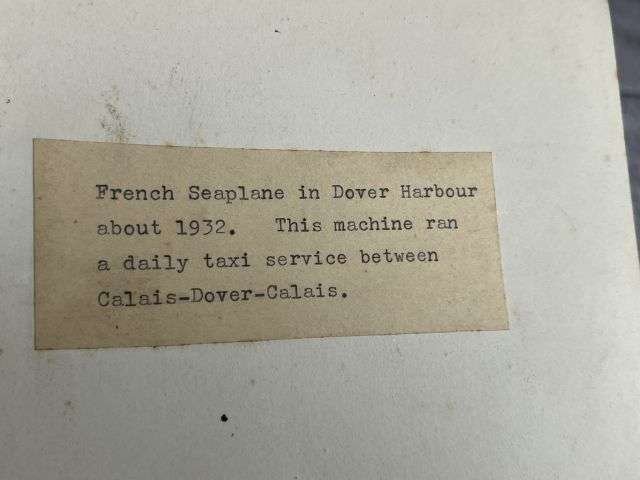 French Seaplane in Dover Harbour
about 1932.   This machine ran
a daily taxi service between
Calais-Dover-Calais.